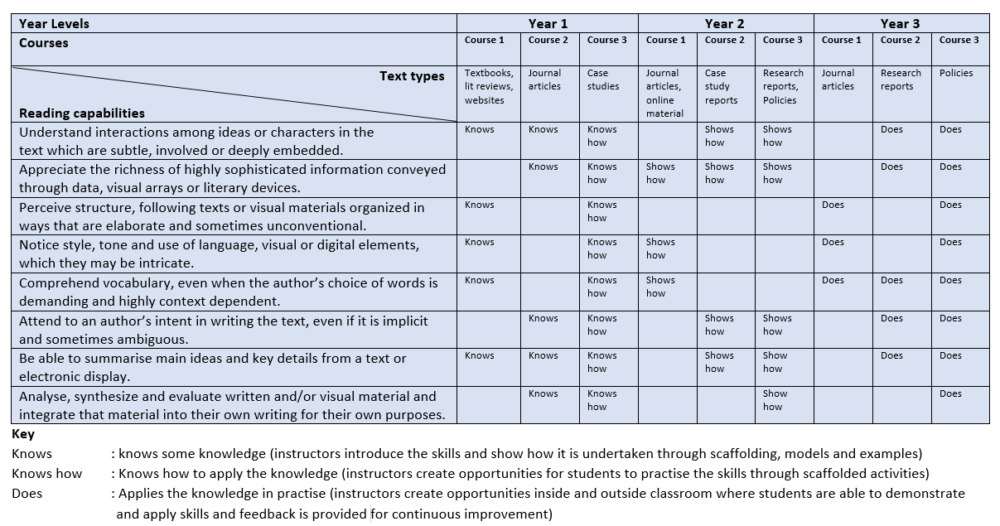 Year Levels Year 1 Year 2 Year 3
Courses Course 1 Course 2 Course 3 Course 1 Course 2 Course 3 Course 1 Course 2 Course 3
Text types Textbooks, Journal Case Journal Case Research Journal Research Policies
lit reviews, articles studies articles, study reports, articles reports
websites online reports Policies
Reading capabilities material
Understand interactions among ideas or characters in the Knows Knows Knows Shows Shows Does Does
text which are subtle, involved or deeply embedded. how how how
Appreciate the richness of highly sophisticated information conveyed Knows Knows Shows Shows Shows Does Does
through data, visual arrays or literary devices. how how how how
Perceive structure, following texts or visual materials organized in Knows Knows Does Does
ways that are elaborate and sometimes unconventional. how
Notice style, tone and use of language, visual or digital elements, Knows Knows Shows Does Does
which they may be intricate. how how
Comprehend vocabulary, even when the author's choice of words is Knows Knows Shows Does Does Does
demanding and highly context dependent. how how
Attend to an author's intent in writing the text, even if it is implicit Knows Knows Shows Shows Does Does
and sometimes ambiguous. how how how
Be able to summarise main ideas and key details from a text or Knows Knows Knows Shows Show Does Does
electronic display. how how how
Analyse, synthesize and evaluate written and/or visual material and Knows Knows Show Does
integrate that material into their own writing for their own purposes. how how
Key
Knows : knows some knowledge (instructors introduce the skills and show how it is undertaken through scaffolding, models and examples)
Knows how : Knows how to apply the knowledge (instructors create opportunities for students to practise the skills through scaffolded activities)
Does : Applies the knowledge in practise (instructors create opportunities inside and outside classroom where students are able to demonstrate
and apply skills and feedback is provided for continuous improvement)